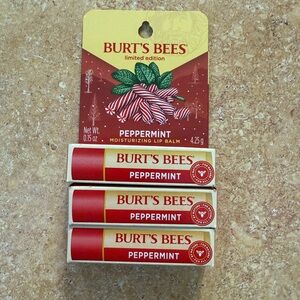 BURT'S BEES
limited edition
PEPPERMINT
MOISTURIZING LIP BALM
Net Wt.
0.15 oz
4.25 g
BURT'S BEES
PEPPERMINT
BURT'S BEES
PEPPERMINT
BURT'S BEES
PEPPERMINT